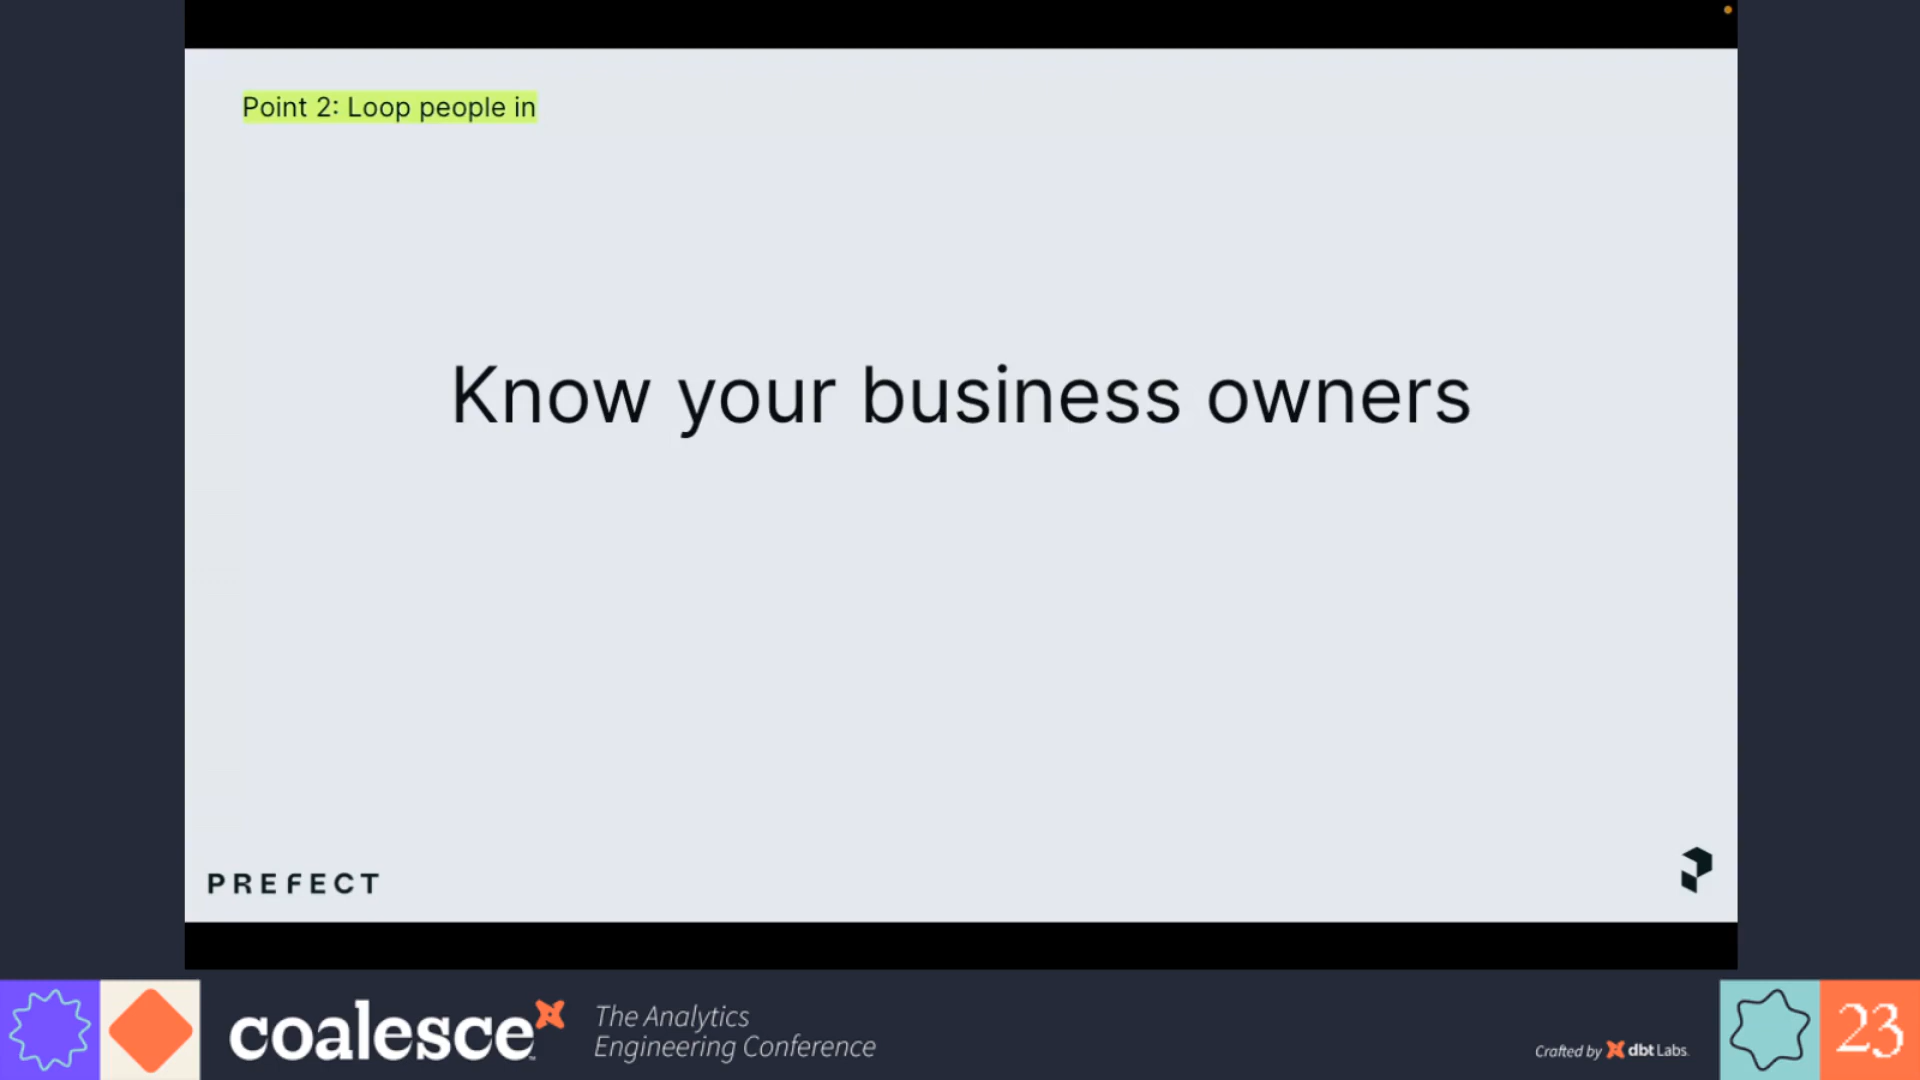 Point 2: Loop people in
Know your business owners
PREFECT
coalesce
The Analytics
Engineering Conference
Crafted by dbt Labs
23